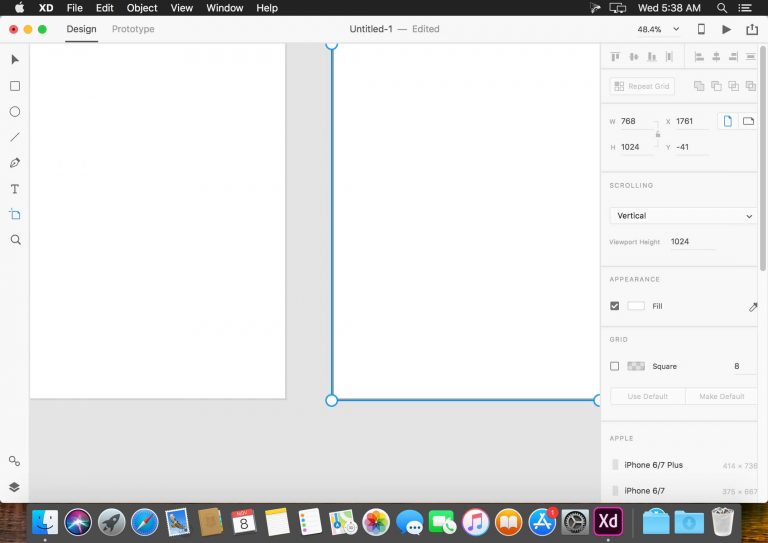 XD File Edit Object View Window Help Wed 5:38 AM
Design Prototype Untitled-1 — Edited 48.4%
Repeat Grid
W 768 X 1761
H 1024 Y -41
SCROLLING
Vertical
Viewport Height 1024
APPEARANCE
Fill
GRID
Square 8
Use Default Make Default
APPLE
iPhone 6/7 Plus 414 × 736
iPhone 6/7 375 × 667
T
NOV
8
1
Xd